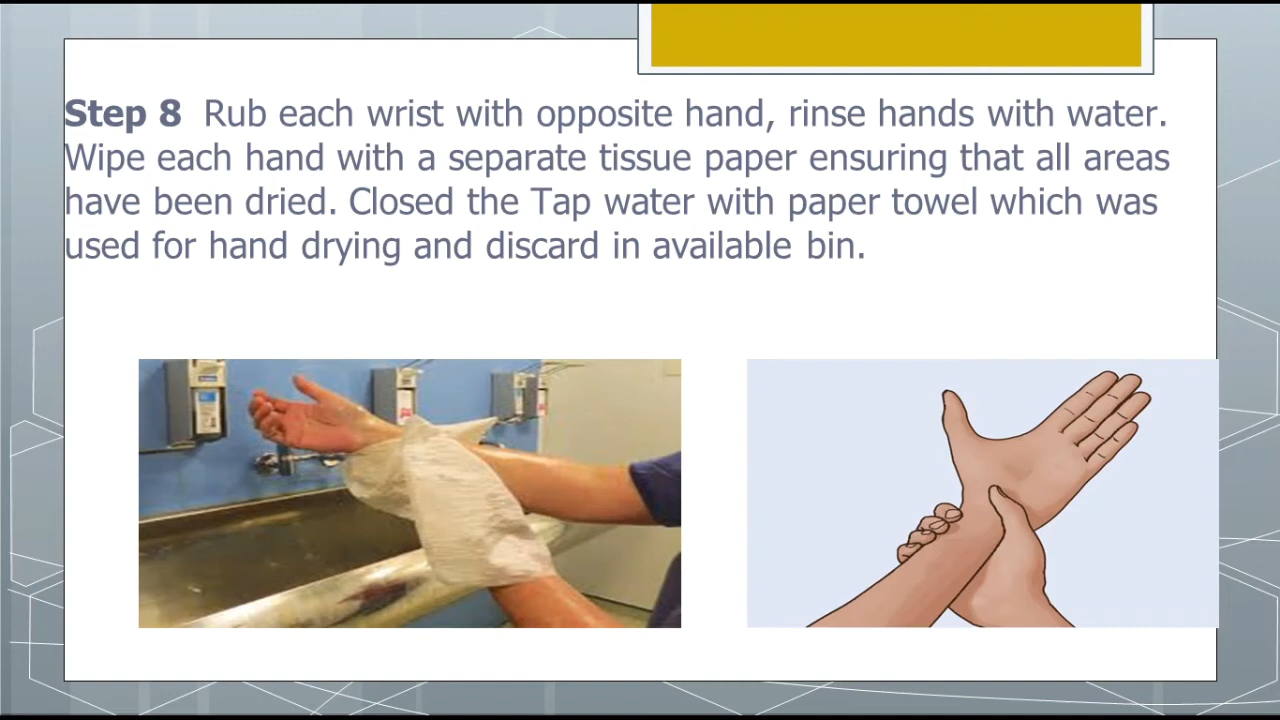 Step 8 Rub each wrist with opposite hand, rinse hands with water.
Wipe each hand with a separate tissue paper ensuring that all areas
have been dried. Closed the Tap water with paper towel which was
used for hand drying and discard in available bin.